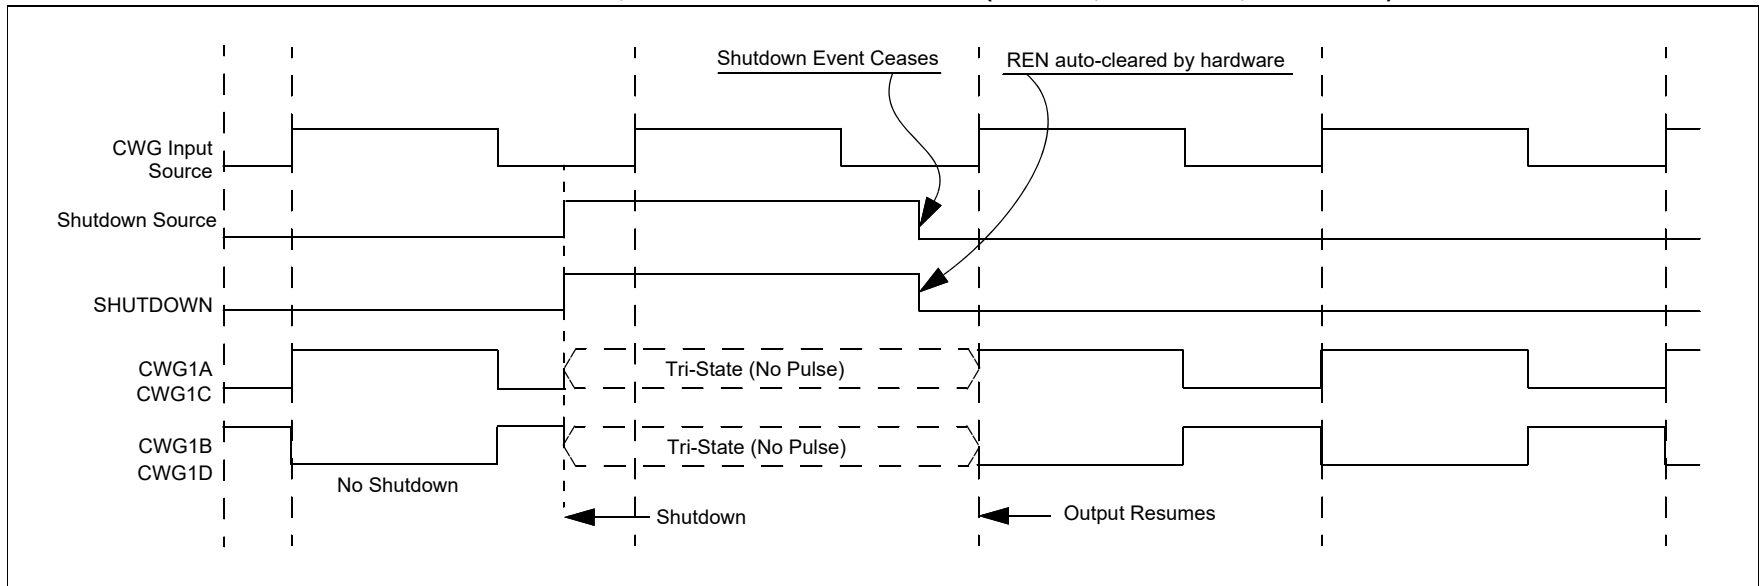 Shutdown Event Ceases
REN auto-cleared by hardware
CWG Input
Source
Shutdown Source
SHUTDOWN
CWG1A
CWG1C
Tri-State (No Pulse)
CWG1B
CWG1D
Tri-State (No Pulse)
No Shutdown
Shutdown
Output Resumes